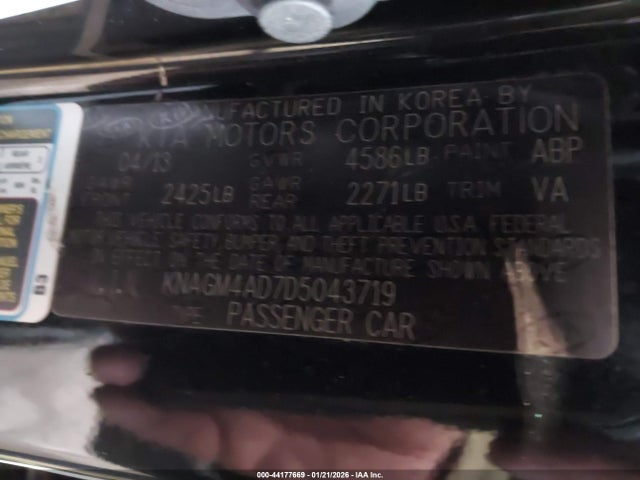 MANUFACTURED IN KOREA BY
KIA MOTORS CORPORATION
04/13 GVWR 4586LB PAINT ABP
GAWR FRONT 2425LB GAWR REAR 2271LB TRIM VA
THIS VEHICLE CONFORMS TO ALL APPLICABLE U.S.A FEDERAL
MOTOR VEHICLE SAFETY BUMPER, AND THEFT PREVENTION STANDARDS
IN EFFECT ON THE DATE OF MANUFACTURE SHOWN ABOVE
KNAGM4AD7D5043719
TYPE PASSENGER CAR
B3
000-44177669 | 01/21/2026 | IAA Inc.